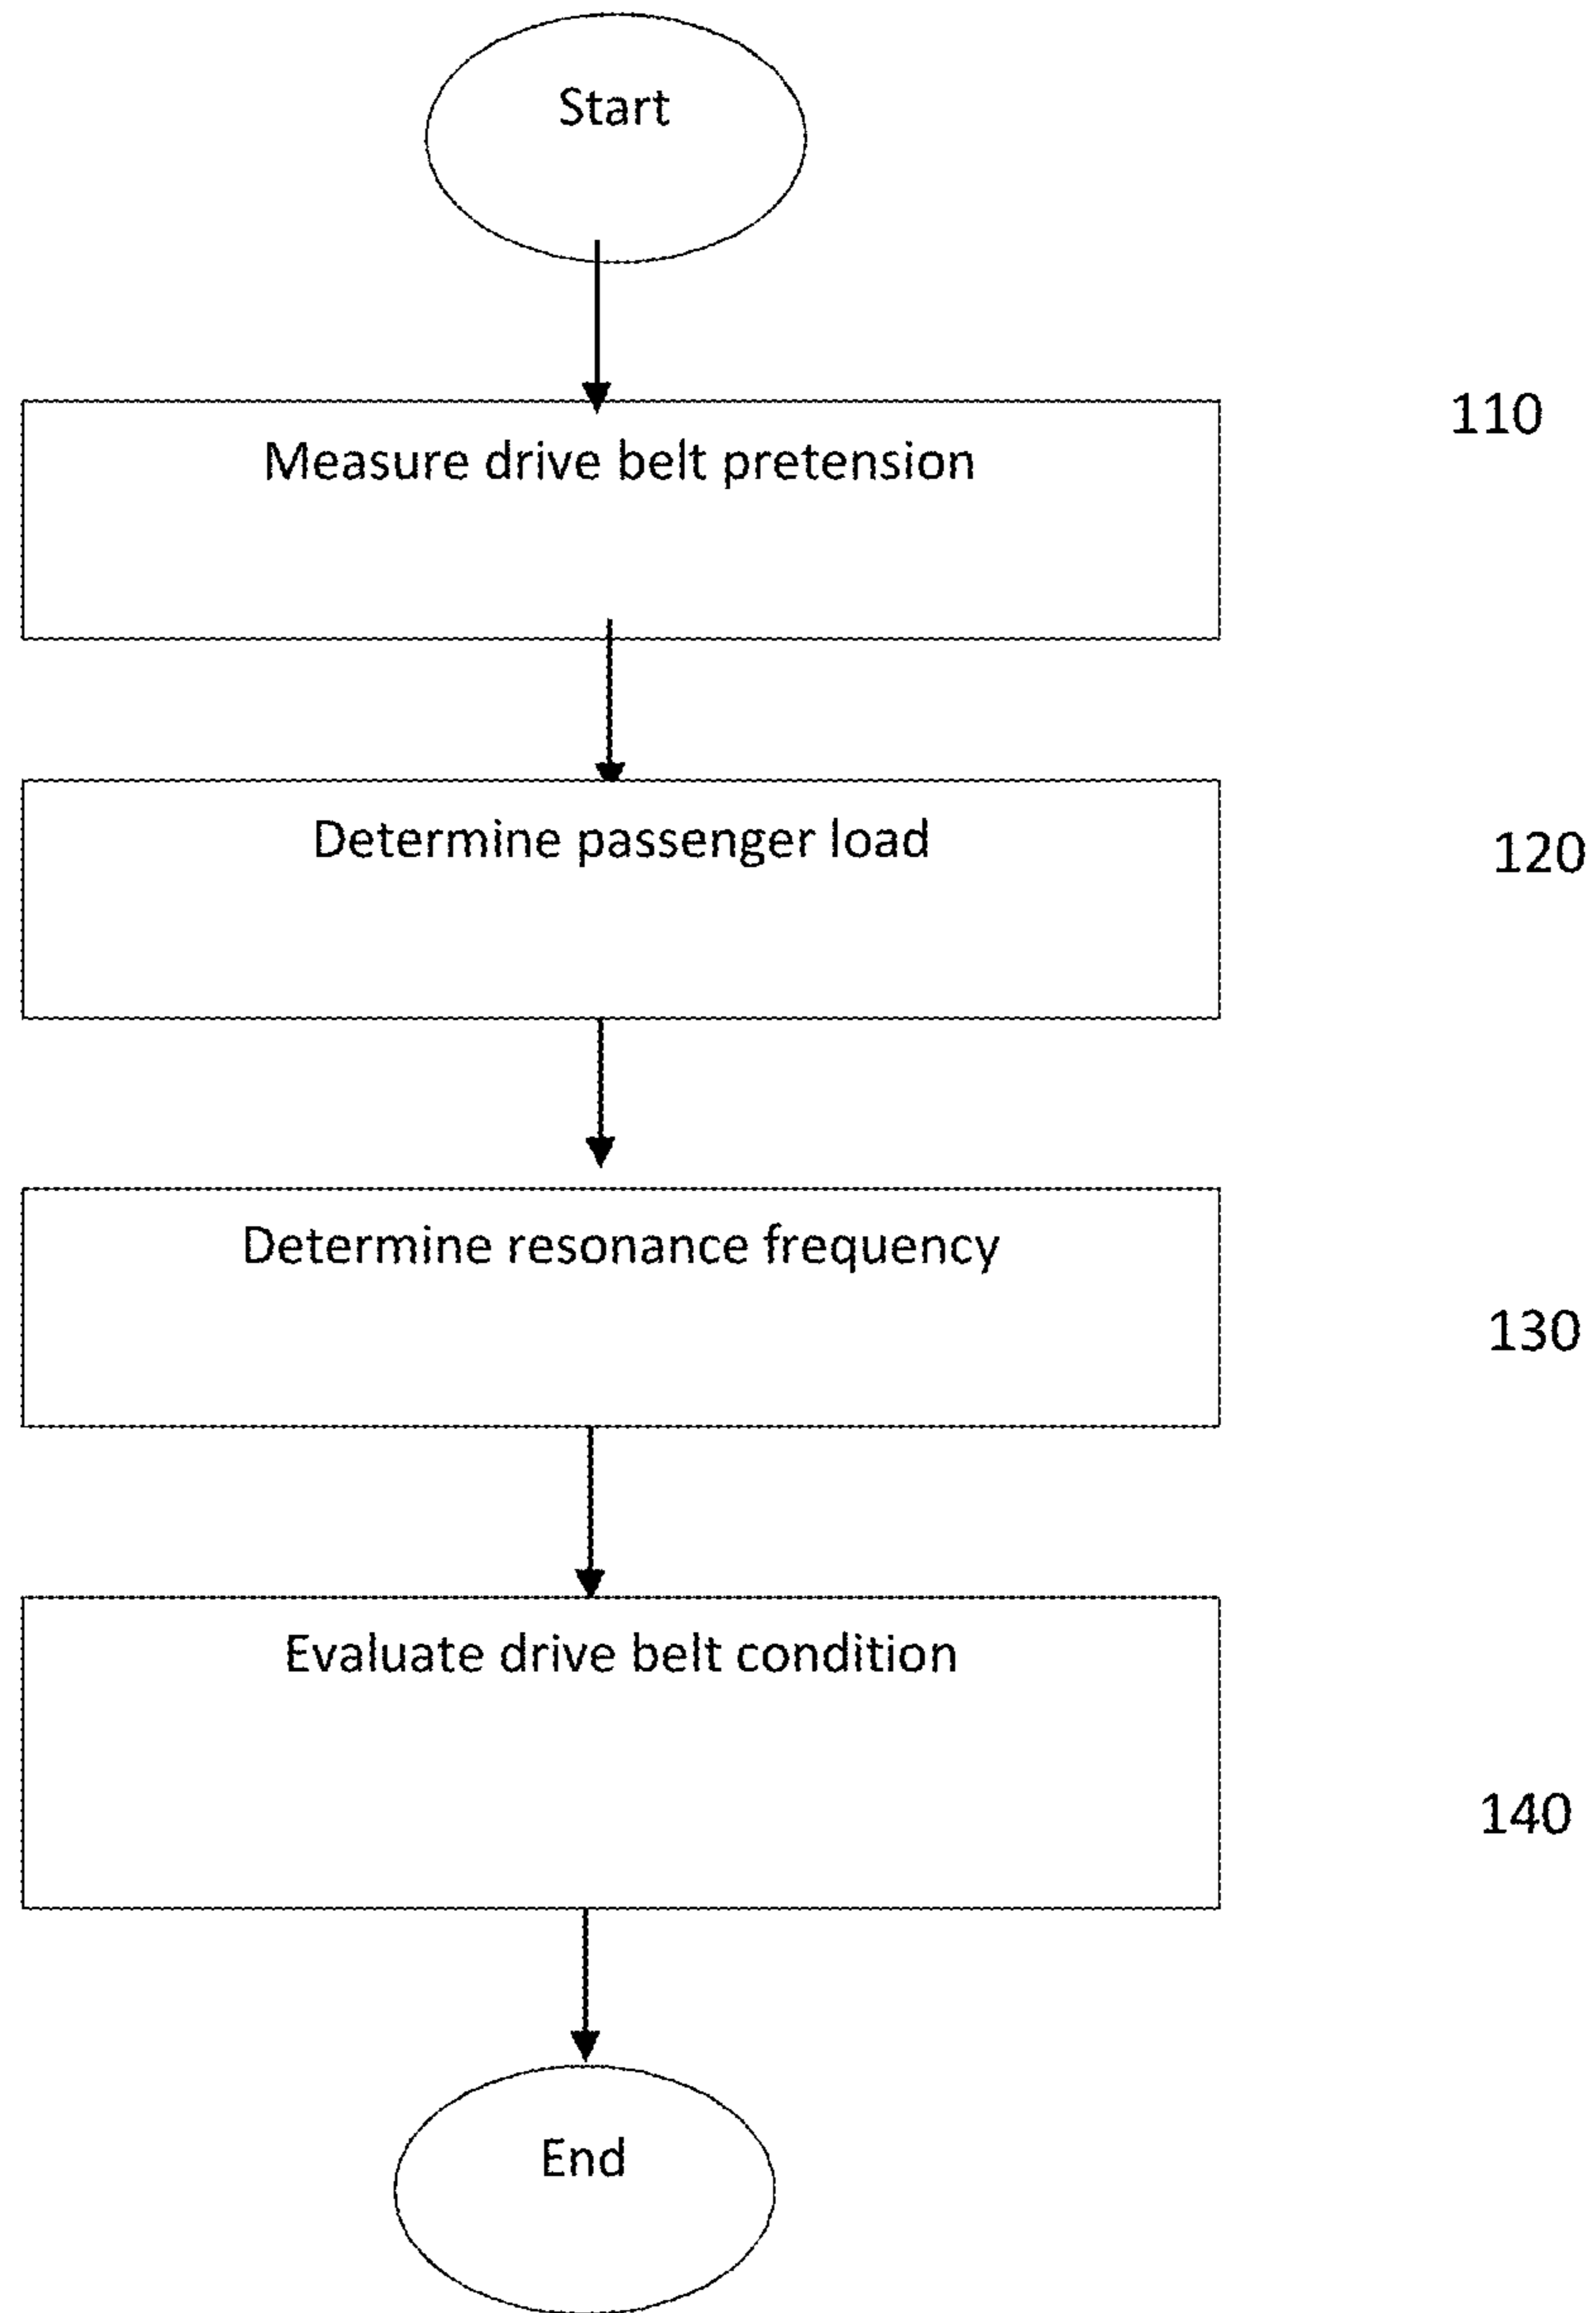 Start
110
Measure drive belt pretension
Determine passenger load
120
Determine resonance frequency
130
Evaluate drive belt condition
140
End